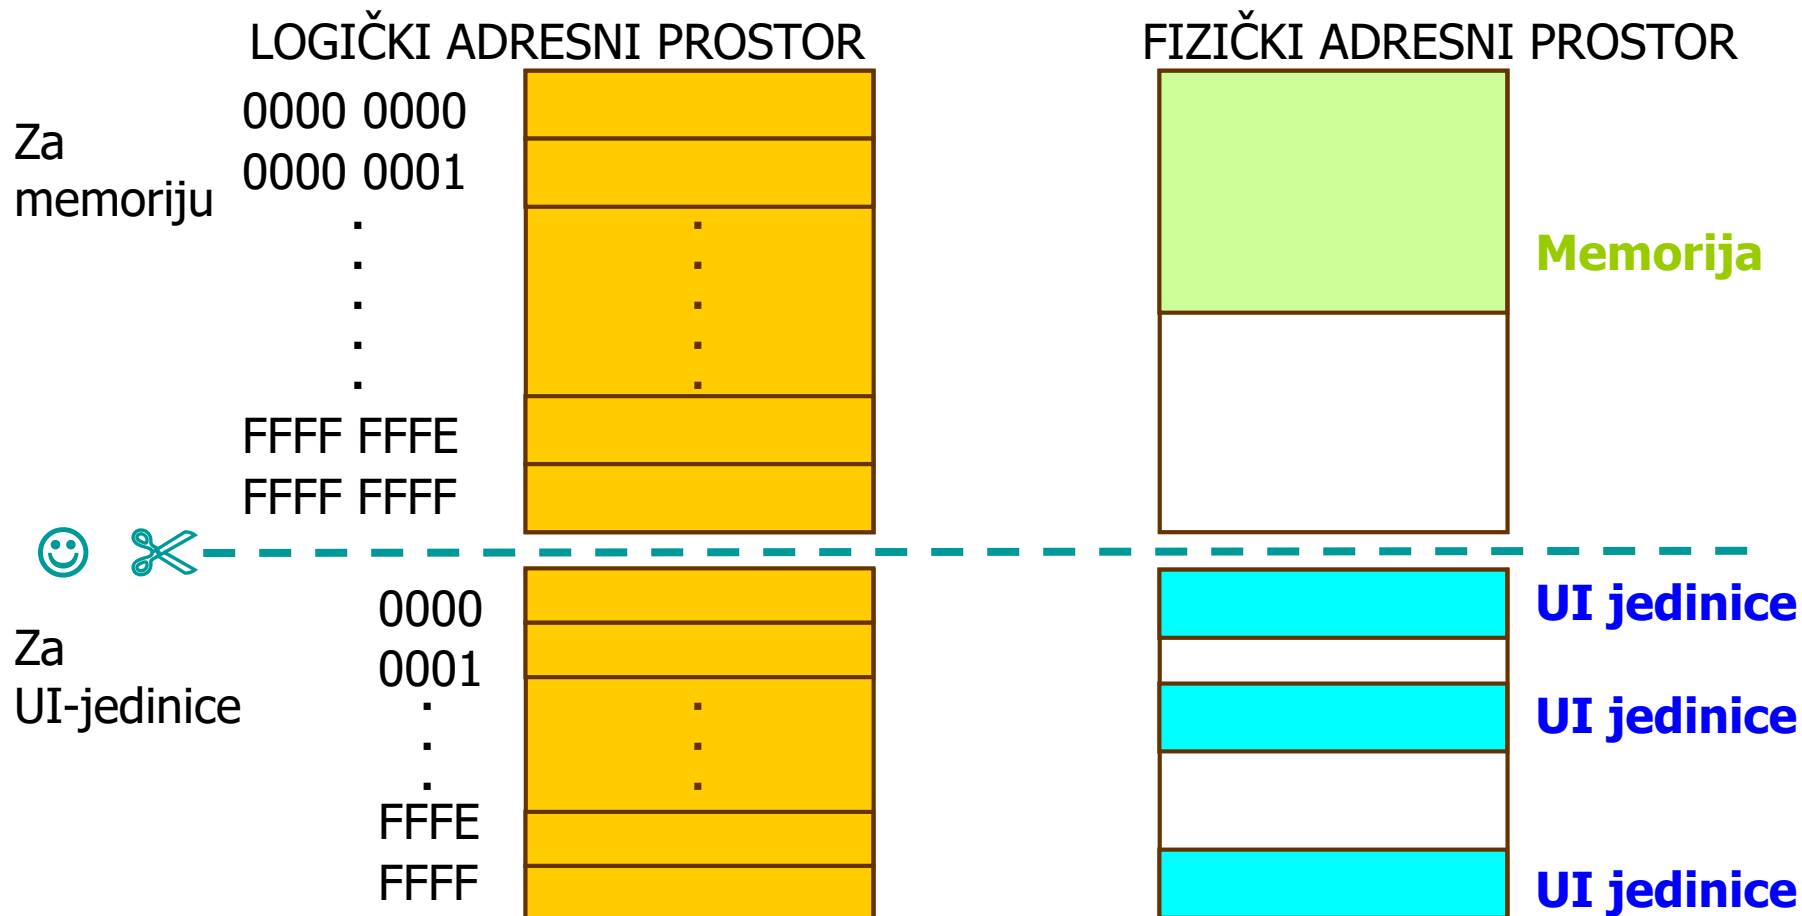 LOGIČKI ADRESNI PROSTOR
FIZIČKI ADRESNI PROSTOR
Za
memoriju
0000 0000
0000 0001
.
.
.
.
.
FFFF FFFE
FFFF FFFF
.
.
.
.
.
Memorija
Za
UI-jedinice
0000
0001
.
.
.
FFFE
FFFF
.
.
.
UI jedinice
UI jedinice
UI jedinice